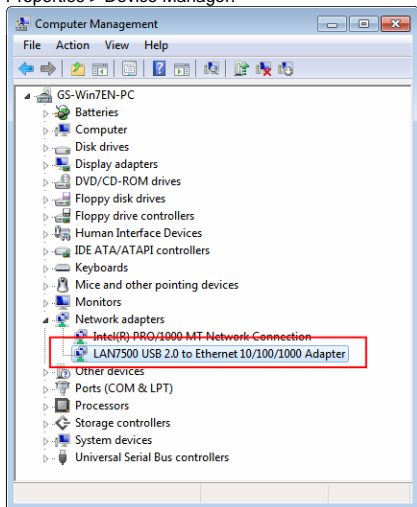 Properties > Device Manager.
Computer Management
File Action View Help
GS-Win7EN-PC
Batteries
Computer
Disk drives
Display adapters
DVD/CD-ROM drives
Floppy disk drives
Floppy drive controllers
Human Interface Devices
IDE ATA/ATAPI controllers
Keyboards
Mice and other pointing devices
Monitors
Network adapters
Intel(R) PRO/1000 MT Network Connection
LAN7500 USB 2.0 to Ethernet 10/100/1000 Adapter
Other devices
Ports (COM & LPT)
Processors
Storage controllers
System devices
Universal Serial Bus controllers